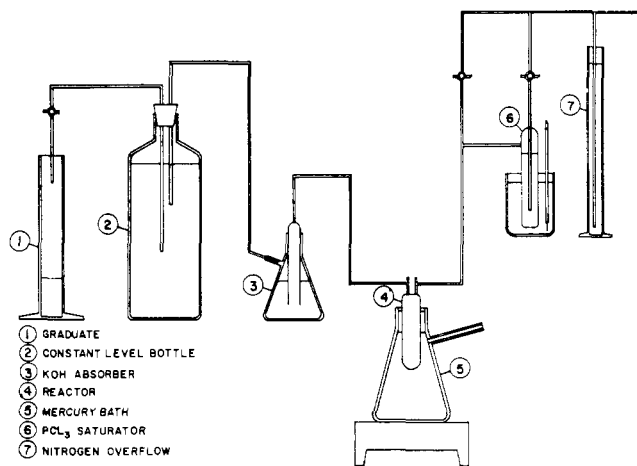 6
7
1
2
3
4
5
1 GRADUATE
2 CONSTANT LEVEL BOTTLE
3 KOH ABSORBER
4 REACTOR
5 MERCURY BATH
6 PCL₃ SATURATOR
7 NITROGEN OVERFLOW